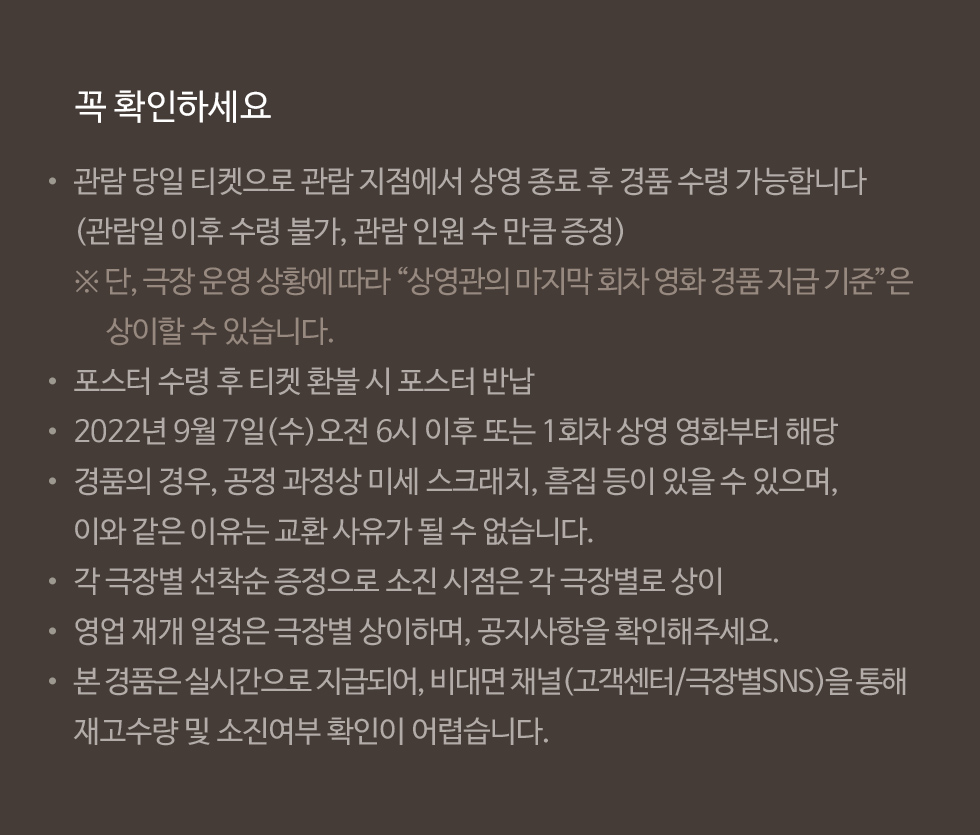 꼭 확인하세요
• 관람 당일 티켓으로 관람 지점에서 상영 종료 후 경품 수령 가능합니다
(관람일 이후 수령 불가, 관람 인원 수 만큼 증정)
※ 단, 극장 운영 상황에 따라 “상영관의 마지막 회차 영화 경품 지급 기준”은
상이할 수 있습니다.
• 포스터 수령 후 티켓 환불 시 포스터 반납
• 2022년 9월 7일(수)오전 6시 이후 또는 1회차 상영 영화부터 해당
• 경품의 경우, 공정 과정상 미세 스크래치, 흠집 등이 있을 수 있으며,
이와 같은 이유는 교환 사유가 될 수 없습니다.
• 각 극장별 선착순 증정으로 소진 시점은 각 극장별로 상이
• 영업 재개 일정은 극장별 상이하며, 공지사항을 확인해주세요.
• 본 경품은 실시간으로 지급되어, 비대면 채널(고객센터/극장별SNS)을 통해
재고수량 및 소진여부 확인이 어렵습니다.